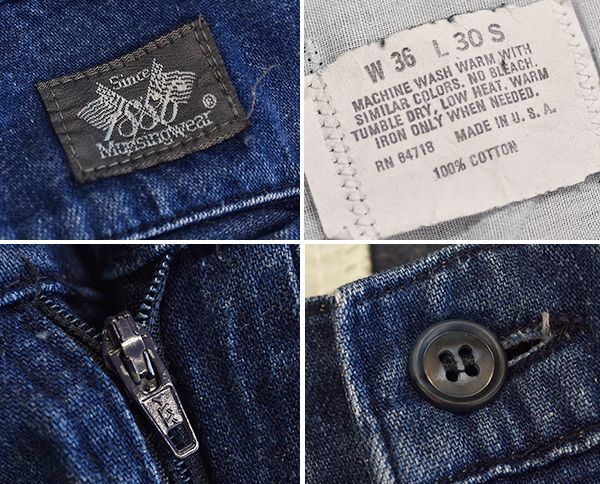 Since
1886
Munsingwear®
W 36 L 30 S
MACHINE WASH WARM WITH
SIMILAR COLORS, NO BLEACH.
TUMBLE DRY, LOW HEAT. WARM
IRON ONLY WHEN NEEDED.
RN 64718 MADE IN U.S.A.
100% COTTON